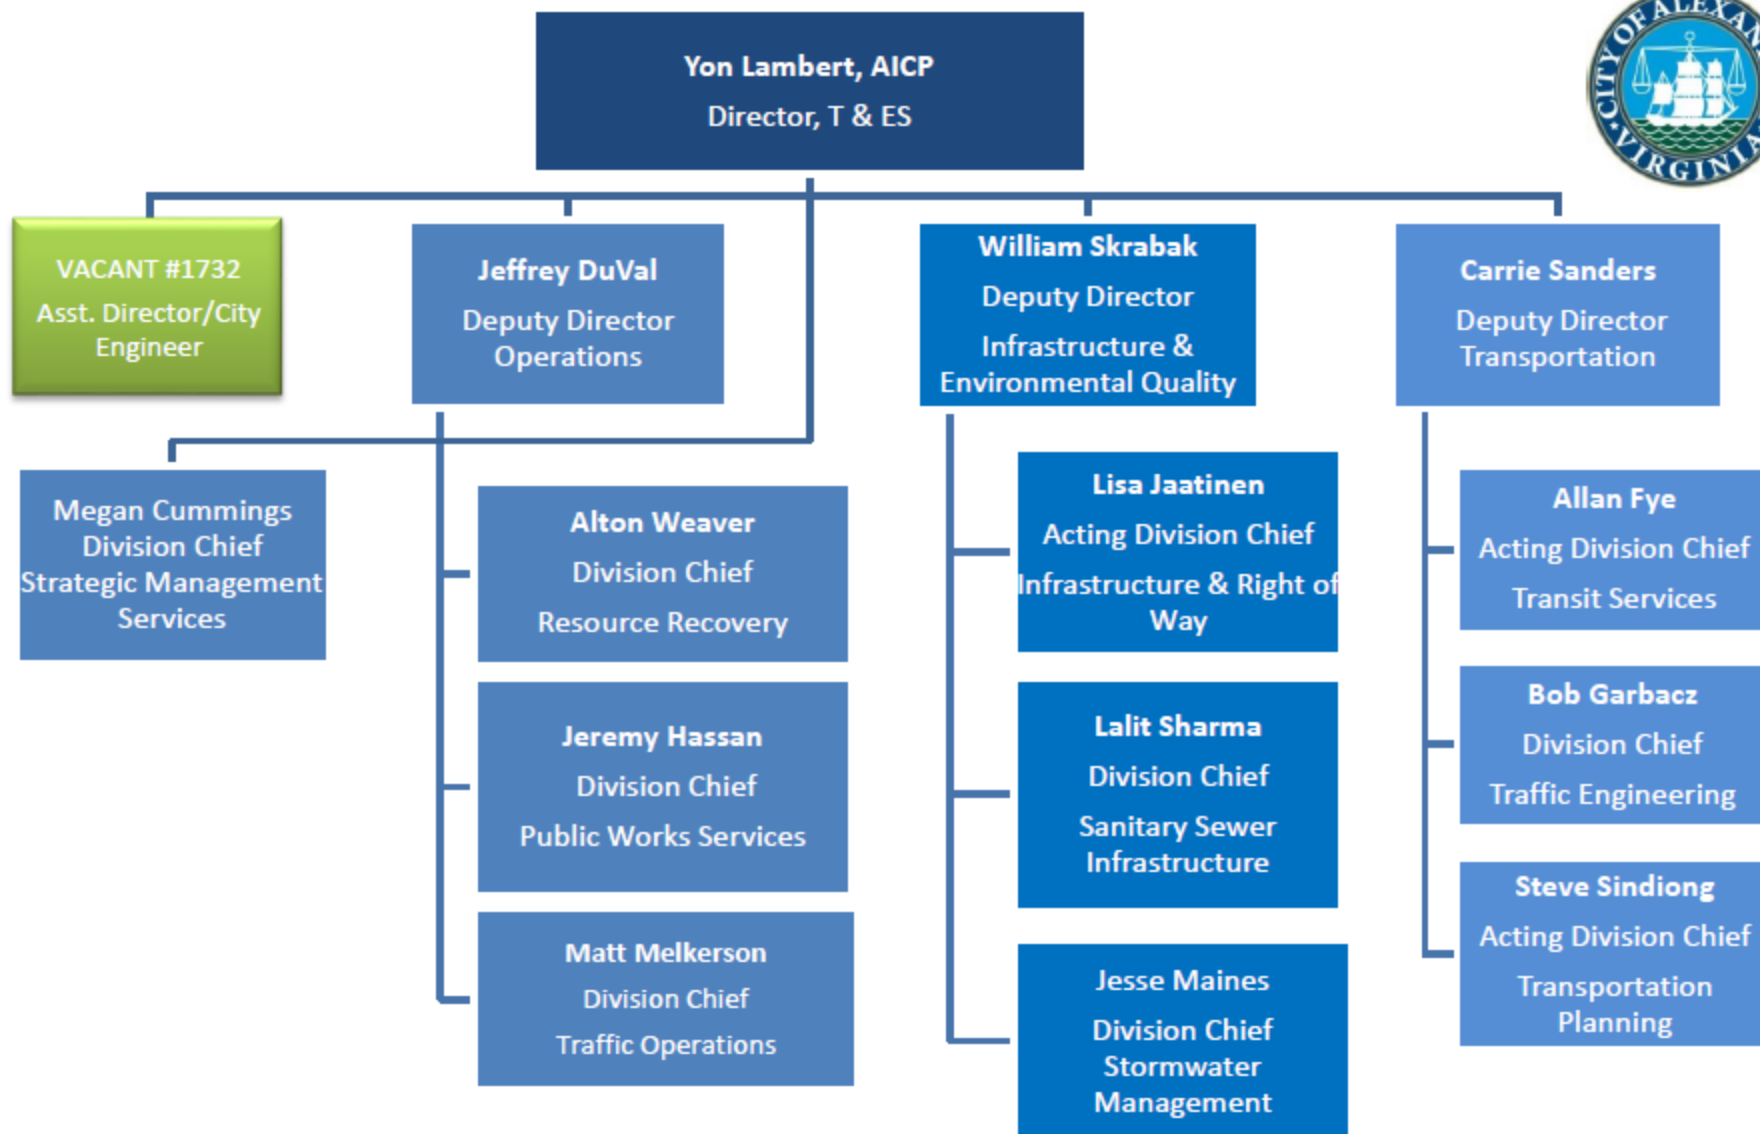 Yon Lambert, AICP
Director, T & ES
CITY OF ALEXAN
VIRGINIA
VACANT #1732
Asst. Director/City
Engineer
Jeffrey DuVal
Deputy Director
Operations
William Skrabak
Deputy Director
Infrastructure &
Environmental Quality
Carrie Sanders
Deputy Director
Transportation
Megan Cummings
Division Chief
Strategic Management
Services
Alton Weaver
Division Chief
Resource Recovery
Jeremy Hassan
Division Chief
Public Works Services
Matt Melkerson
Division Chief
Traffic Operations
Lisa Jaatinen
Acting Division Chief
Infrastructure & Right of
Way
Lalit Sharma
Division Chief
Sanitary Sewer
Infrastructure
Jesse Maines
Division Chief
Stormwater
Management
Allan Fye
Acting Division Chief
Transit Services
Bob Garbacz
Division Chief
Traffic Engineering
Steve Sindiong
Acting Division Chief
Transportation
Planning